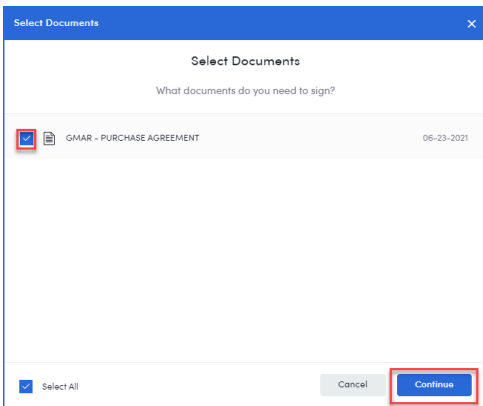 Select Documents
Select Documents
What documents do you need to sign?
GMAR - PURCHASE AGREEMENT 06-23-2021
Select All Cancel Continue